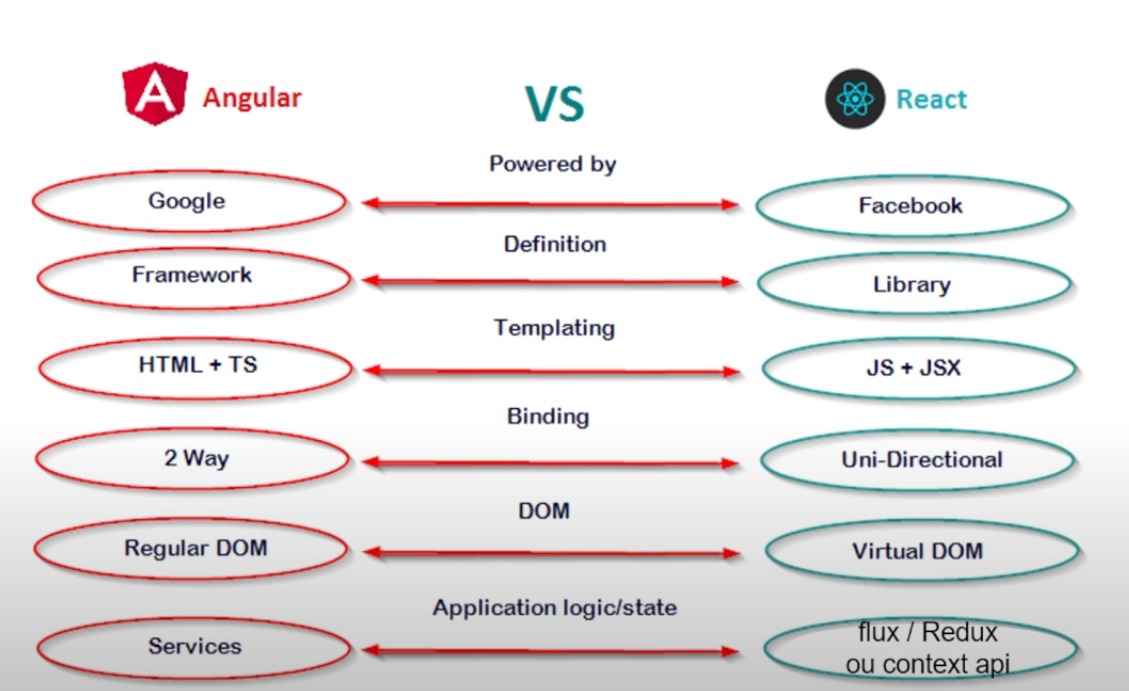 Angular
VS
React
Powered by
Google
Facebook
Definition
Framework
Library
Templating
HTML + TS
JS + JSX
Binding
2 Way
Uni-Directional
DOM
Regular DOM
Virtual DOM
Application logic/state
Services
flux / Redux
ou context api